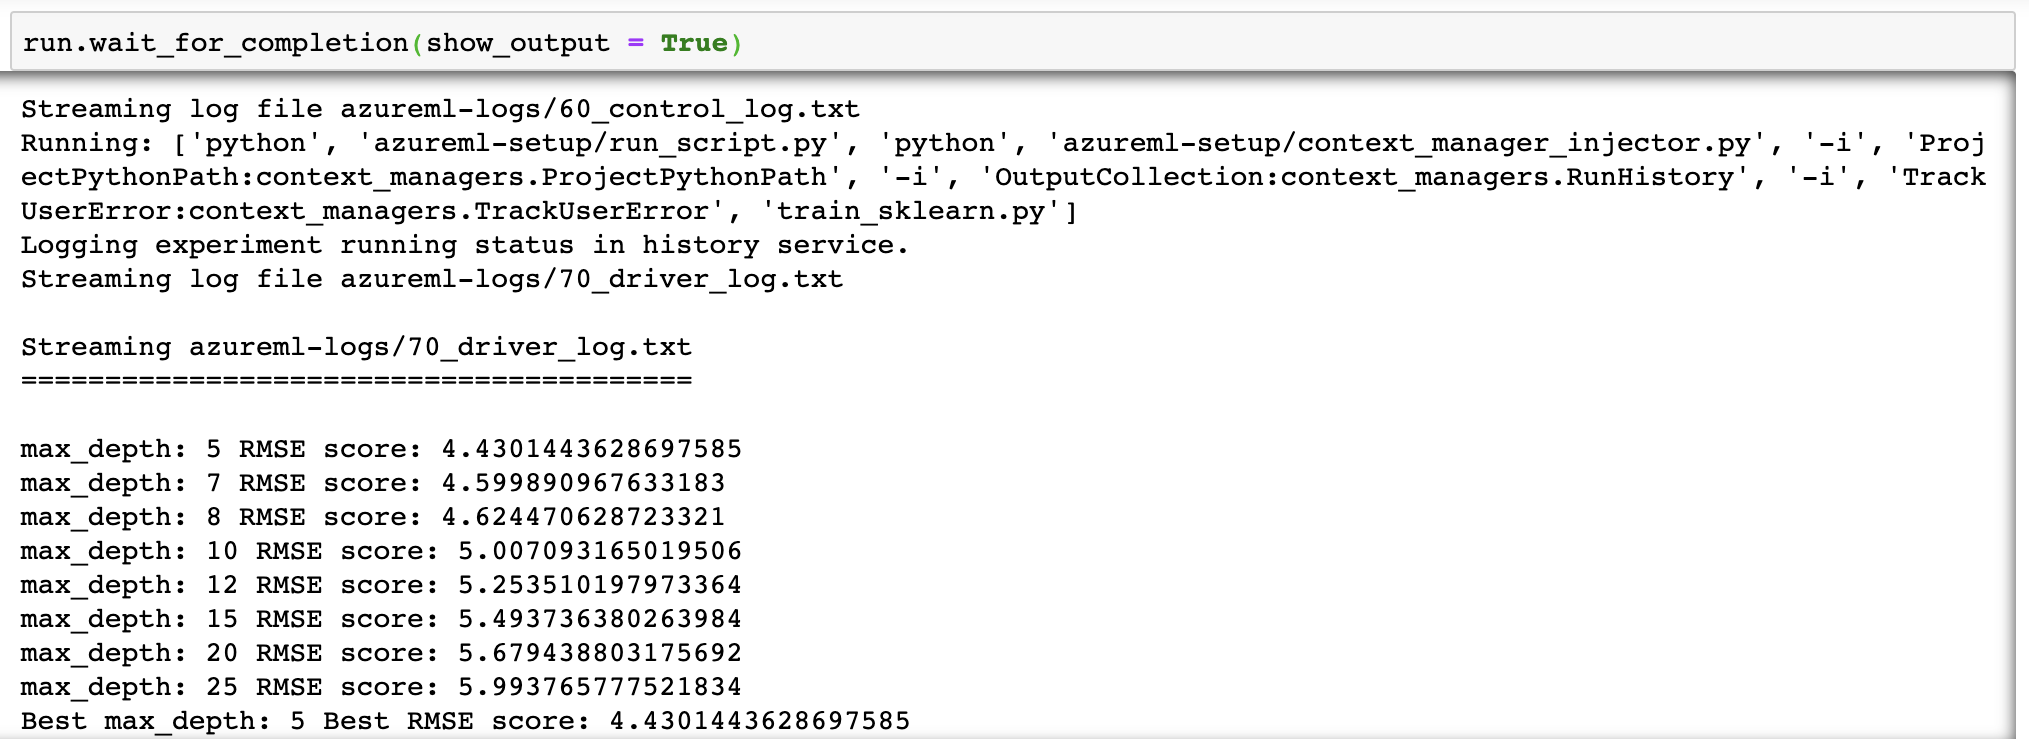 run.wait_for_completion(show_output = True)
Streaming log file azureml-logs/60_control_log.txt
Running: ['python', 'azureml-setup/run_script.py', 'python', 'azureml-setup/context_manager_injector.py', '-i', 'Proj
ectPythonPath:context_managers.ProjectPythonPath', '-i', 'OutputCollection:context_managers.RunHistory', '-i', 'Track
UserError:context_managers.TrackUserError', 'train_sklearn.py']
Logging experiment running status in history service.
Streaming log file azureml-logs/70_driver_log.txt
Streaming azureml-logs/70_driver_log.txt
========================================
max_depth: 5 RMSE score: 4.4301443628697585
max_depth: 7 RMSE score: 4.599890967633183
max_depth: 8 RMSE score: 4.624470628723321
max_depth: 10 RMSE score: 5.007093165019506
max_depth: 12 RMSE score: 5.253510197973364
max_depth: 15 RMSE score: 5.493736380263984
max_depth: 20 RMSE score: 5.679438803175692
max_depth: 25 RMSE score: 5.993765777521834
Best max_depth: 5 Best RMSE score: 4.4301443628697585